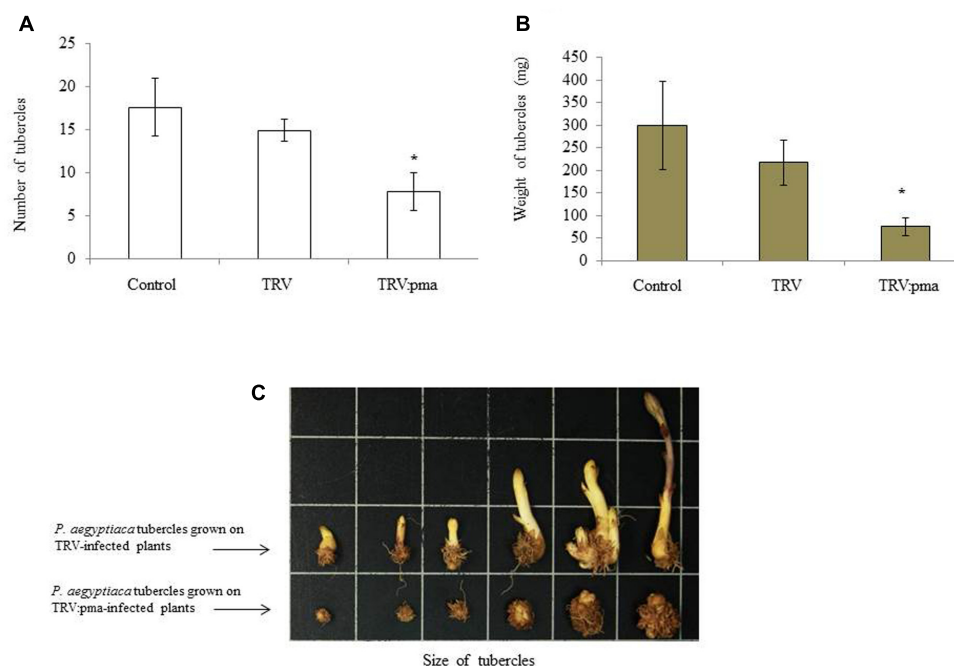 A
Number of tubercles
25
20
15
10
5
0
*
Control
TRV
TRV:pma
B
Weight of tubercles (mg)
450
400
350
300
250
200
150
100
50
0
*
Control
TRV
TRV:pma
C
P. aegyptiaca tubercles grown on
TRV-infected plants
P. aegyptiaca tubercles grown on
TRV:pma-infected plants
Size of tubercles